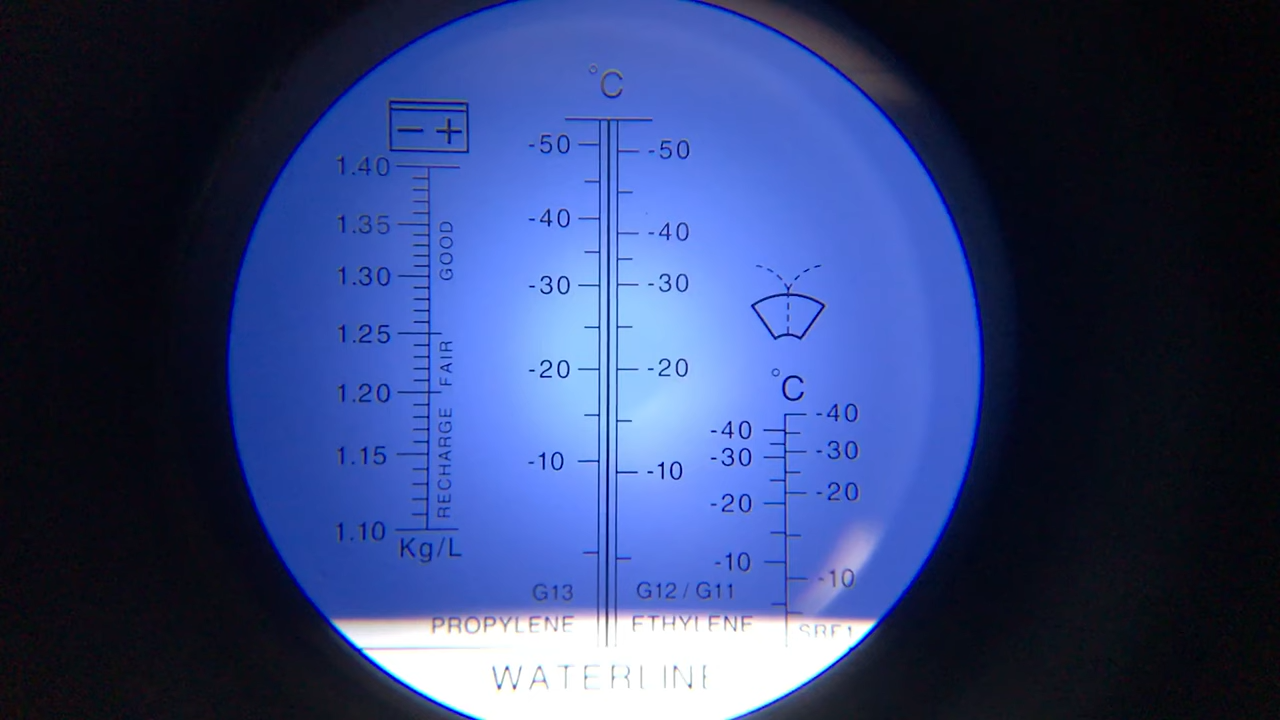 °C
- +
1.40
1.35
1.30
1.25
1.20
1.15
1.10
GOOD
FAIR
RECHARGE
Kg/L
-50
-40
-30
-20
-10
G13
PROPYLENE
-50
-40
-30
-20
-10
G12 / G11
ETHYLENE
°C
-40
-30
-20
-10
-40
-30
-20
-10
WATERLINE